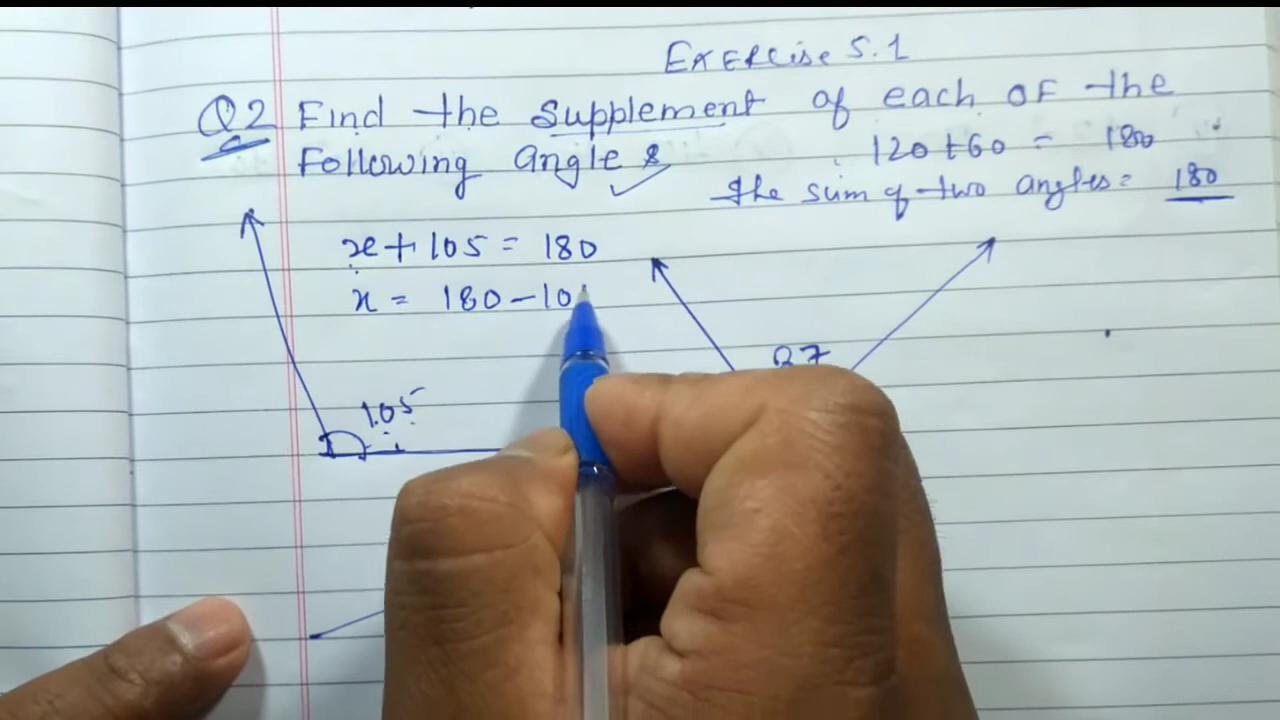 Exercise 5.1
Q2 Find the Supplement of each of the
Following angle
120 + 60 = 180
the sum of two angles = 180
x + 105 = 180
x = 180 - 10
105